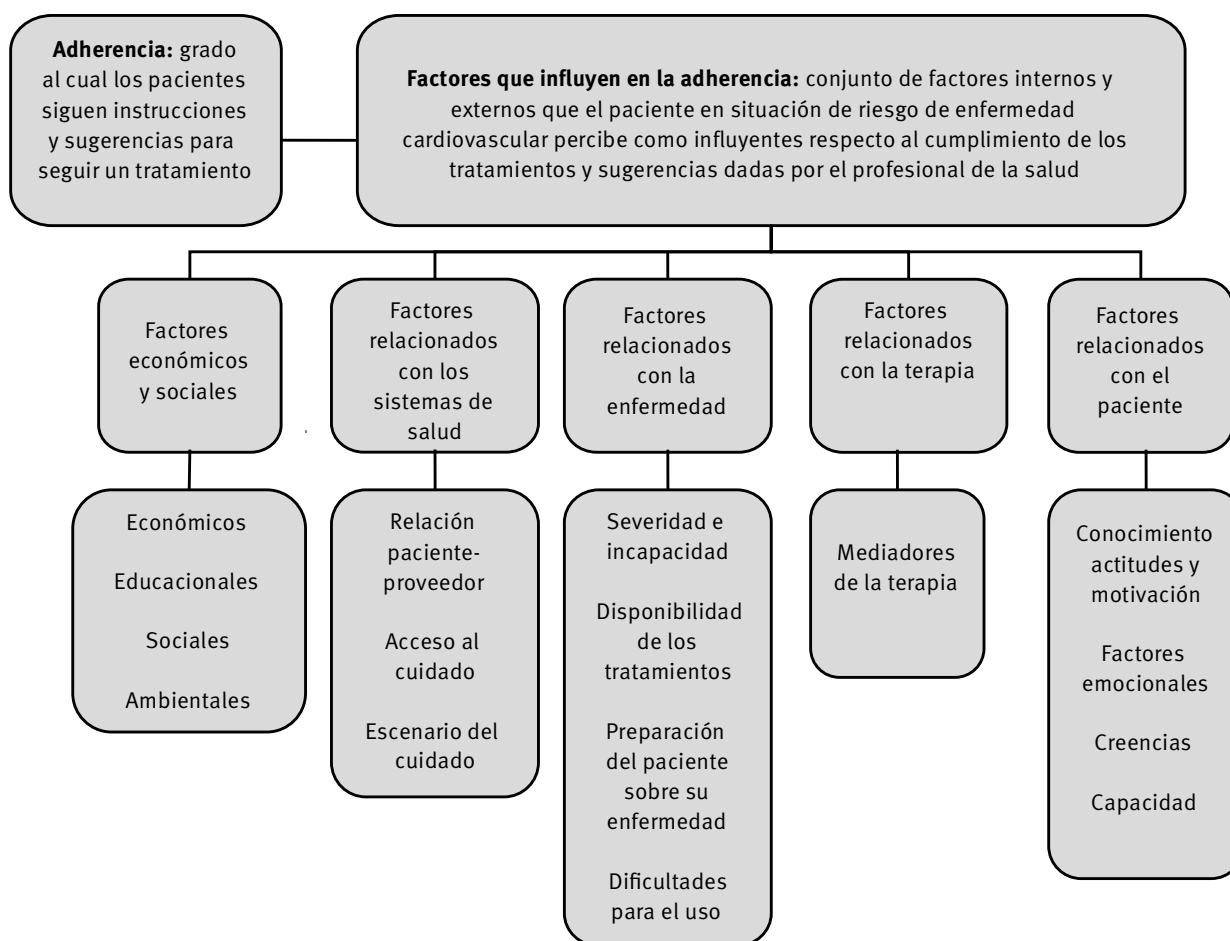 Adherencia: grado
al cual los pacientes
siguen instrucciones
y sugerencias para
seguir un tratamiento
Factores que influyen en la adherencia: conjunto de factores internos y
externos que el paciente en situación de riesgo de enfermedad
cardiovascular percibe como influyentes respecto al cumplimiento de los
tratamientos y sugerencias dadas por el profesional de la salud
Factores
económicos
y sociales
Factores
relacionados
con los
sistemas de
salud
Factores
relacionados
con la
enfermedad
Factores
relacionados
con la terapia
Factores
relacionados
con el
paciente
Económicos
Educacionales
Sociales
Ambientales
Relación
paciente-
proveedor
Acceso al
cuidado
Escenario del
cuidado
Severidad e
incapacidad
Disponibilidad
de los
tratamientos
Preparación
del paciente
sobre su
enfermedad
Dificultades
para el uso
Mediadores
de la terapia
Conocimiento
actitudes y
motivación
Factores
emocionales
Creencias
Capacidad